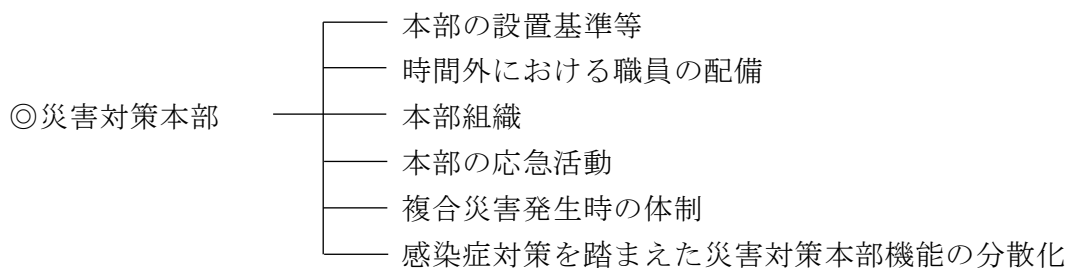 本部の設置基準等
時間外における職員の配備
◎災害対策本部
本部組織
本部の応急活動
複合災害発生時の体制
感染症対策を踏まえた災害対策本部機能の分散化